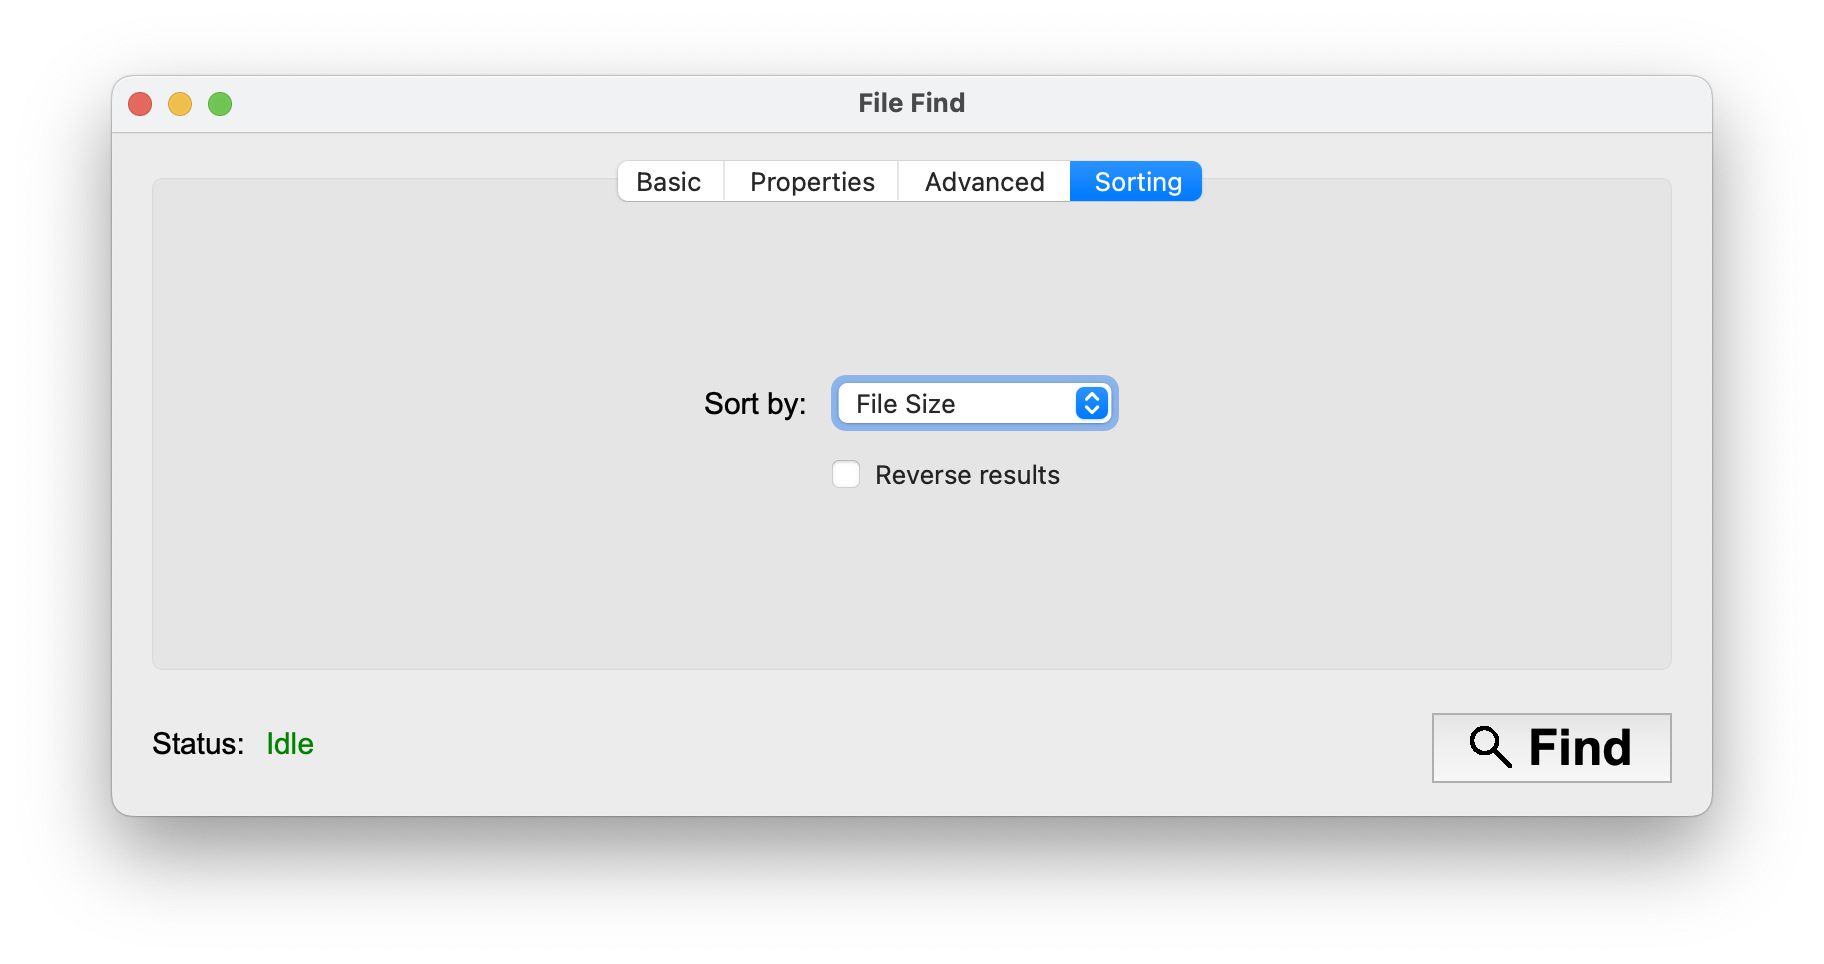 File Find
Basic Properties Advanced Sorting
Sort by: File Size
Reverse results
Status: Idle
Find